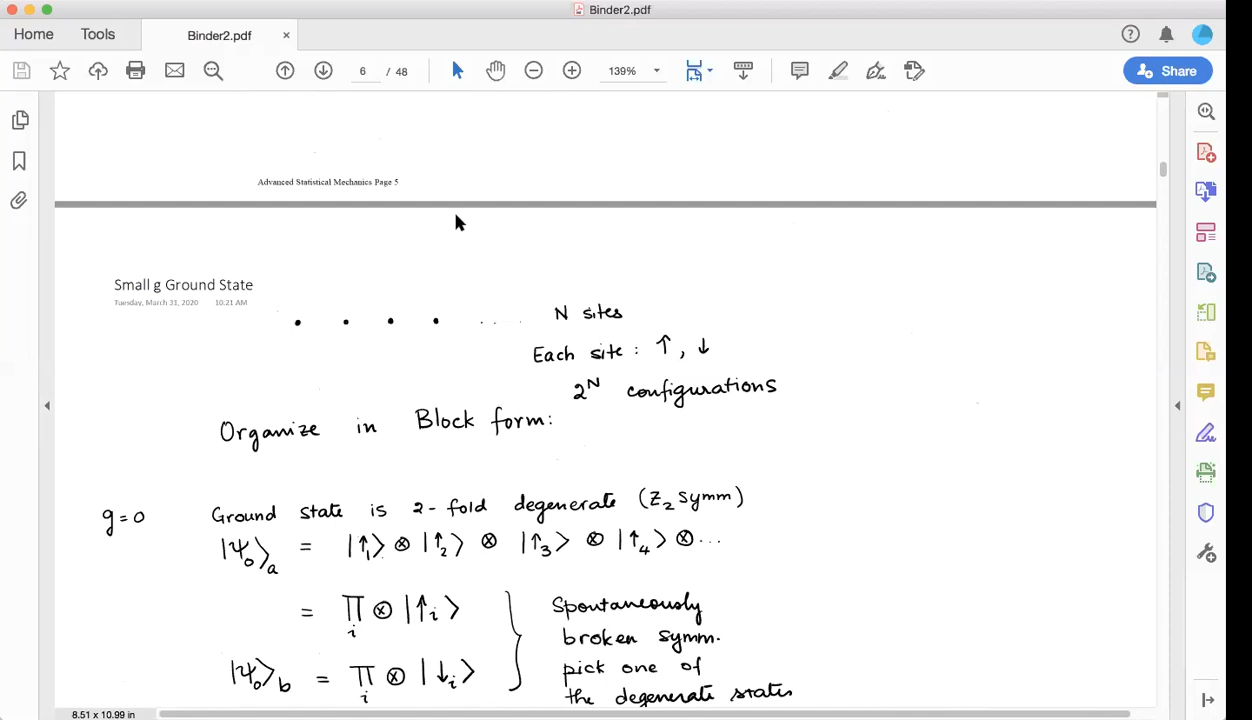 Binder2.pdf
Home Tools Binder2.pdf ×
6 / 48 139% Share
Advanced Statistical Mechanics Page 5
Small g Ground State
Tuesday, March 31, 2020 10:21 AM
. . . . ... N sites
Each site : ↑, ↓
2^N configurations
Organize in Block form:
g=0 Ground state is 2-fold degenerate (Z₂ symm)
|Ψ₀⟩ₐ = |↑₁⟩ ⊗ |↑₂⟩ ⊗ |↑₃⟩ ⊗ |↑₄⟩ ⊗ ...
= ∏ᵢ ⊗ |↑ᵢ⟩ } Spontaneously
broken symm.
pick one of
|Ψ₀⟩_b = ∏ᵢ ⊗ |↓ᵢ⟩
the degenerate states
8.51 x 10.99 in